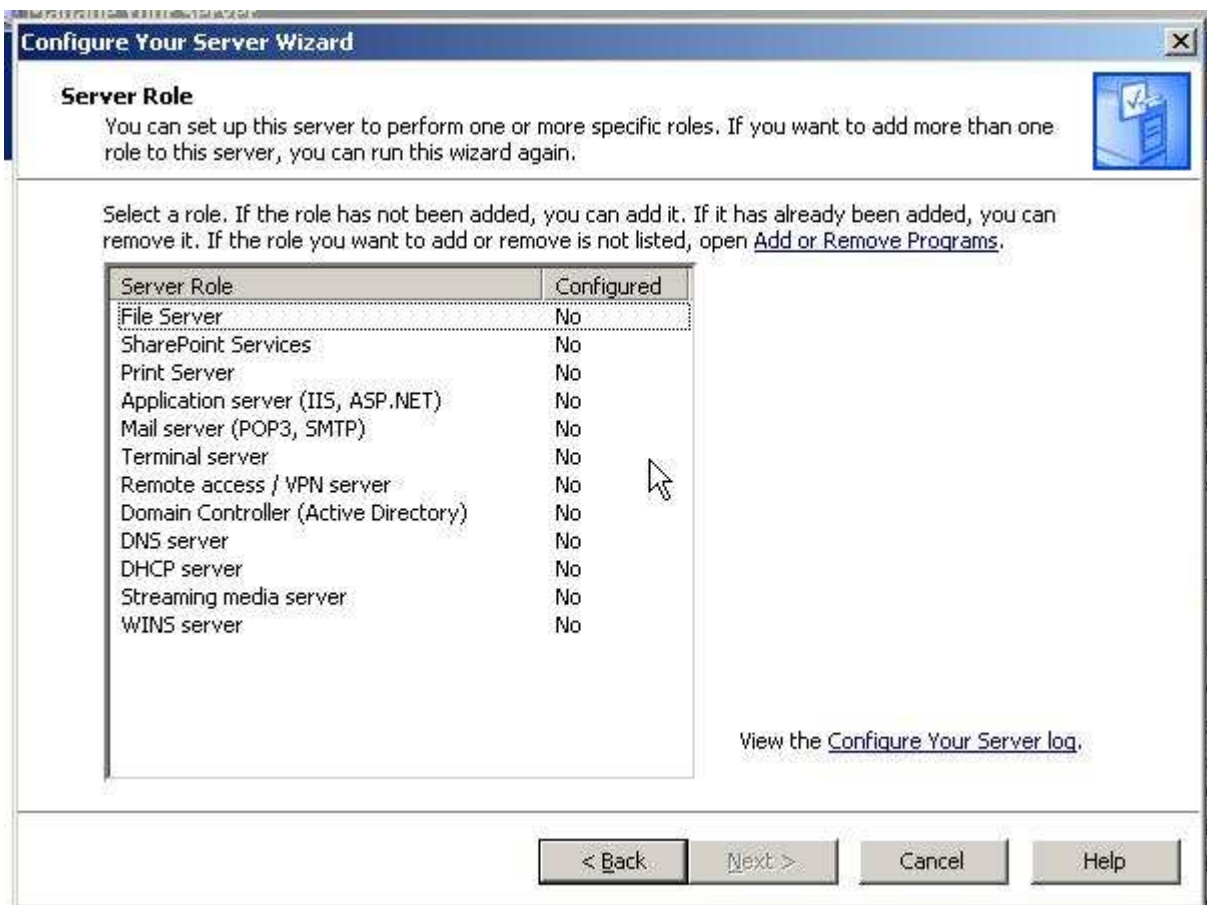 Manage Your Server
Configure Your Server Wizard
Server Role
You can set up this server to perform one or more specific roles. If you want to add more than one
role to this server, you can run this wizard again.
Select a role. If the role has not been added, you can add it. If it has already been added, you can
remove it. If the role you want to add or remove is not listed, open Add or Remove Programs.
Server Role Configured
File Server No
SharePoint Services No
Print Server No
Application server (IIS, ASP.NET) No
Mail server (POP3, SMTP) No
Terminal server No
Remote access / VPN server No
Domain Controller (Active Directory) No
DNS server No
DHCP server No
Streaming media server No
WINS server No
View the Configure Your Server log.
< Back Next > Cancel Help